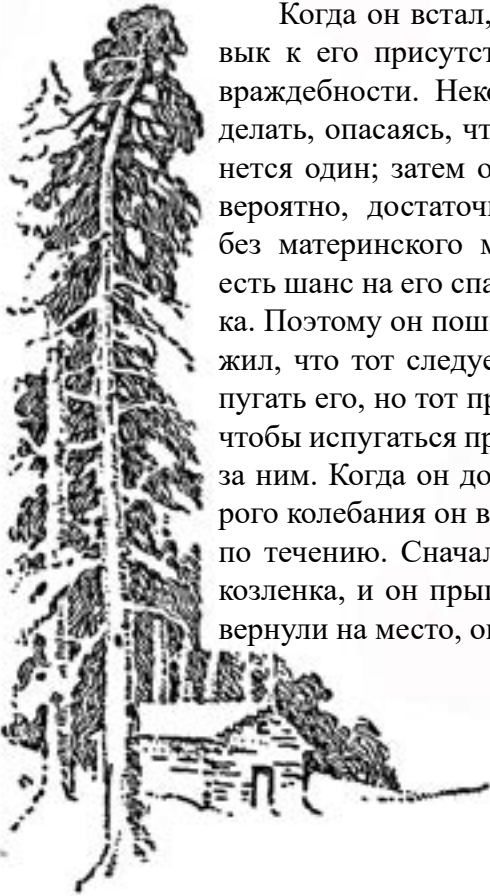 Когда он встал,
вык к его присутст
враждебности. Неко
делать, опасаясь, чт
нется один; затем о
вероятно, достаточ
без материнского м
есть шанс на его спа
ка. Поэтому он пош
жил, что тот следуе
пугать его, но тот пр
чтобы испугаться пр
за ним. Когда он до
рого колебания он в
по течению. Сначал
козленка, и он прыг
вернули на место, он